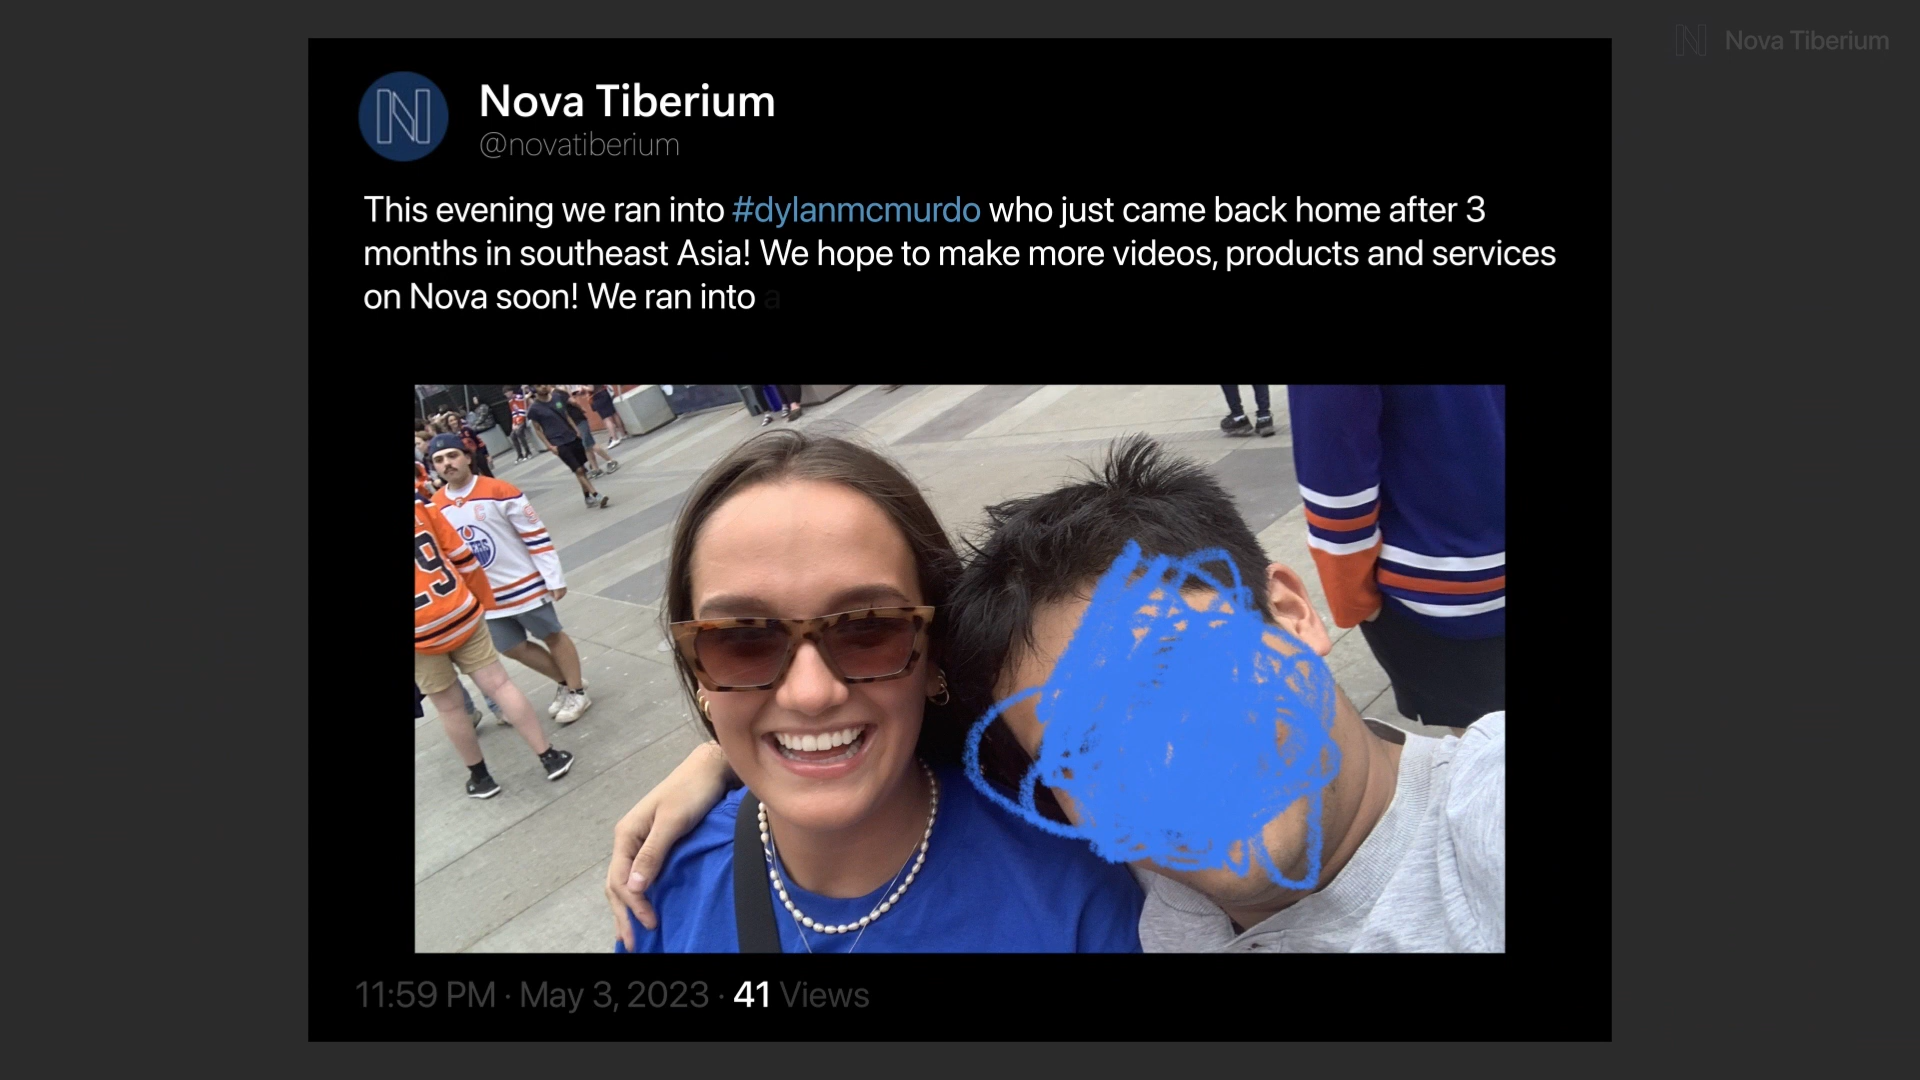 Nova Tiberium
Nova Tiberium
@novatiberium
This evening we ran into #dylanmcmurdo who just came back home after 3
months in southeast Asia! We hope to make more videos, products and services
on Nova soon! We ran into a
C
9
ERS
11:59 PM · May 3, 2023 · 41 Views